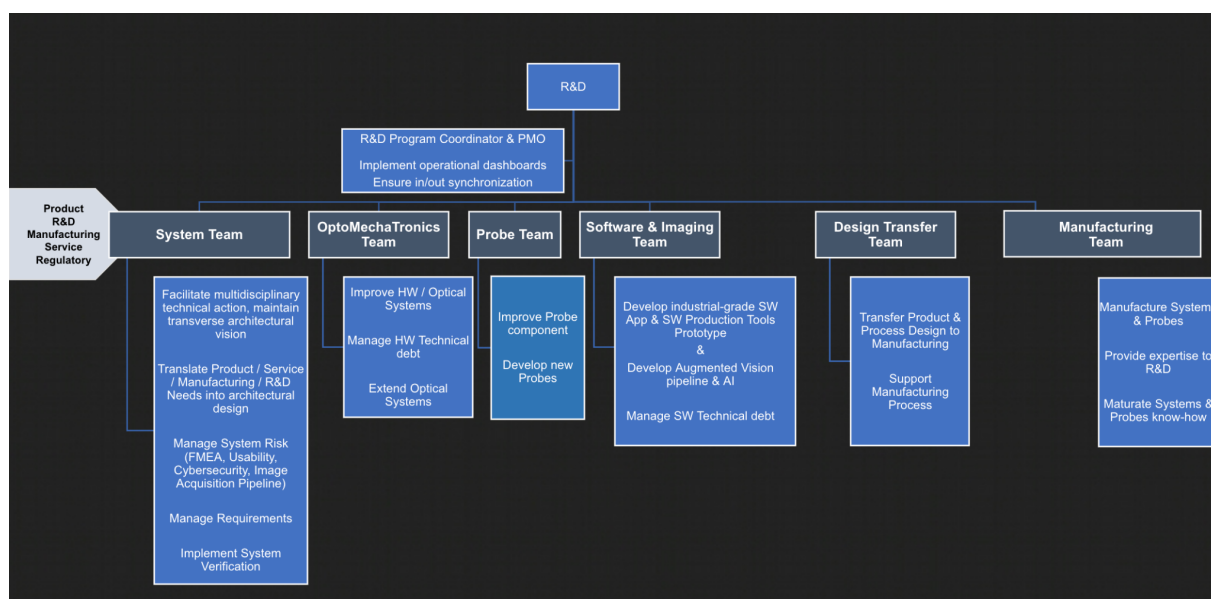 R&D
R&D Program Coordinator & PMO
Implement operational dashboards
Ensure in/out synchronization
Product
R&D
Manufacturing
Service
Regulatory
System Team
OptoMechaTronics
Team
Probe Team
Software & Imaging
Team
Design Transfer
Team
Manufacturing
Team
Facilitate multidisciplinary
technical action, maintain
transverse architectural
vision
Translate Product / Service
/ Manufacturing / R&D
Needs into architectural
design
Manage System Risk
(FMEA, Usability,
Cybersecurity, Image
Acquisition Pipeline)
Manage Requirements
Implement System
Verification
Improve HW / Optical
Systems
Manage HW Technical
debt
Extend Optical
Systems
Improve Probe
component
Develop new
Probes
Develop industrial-grade SW
App & SW Production Tools
Prototype
&
Develop Augmented Vision
pipeline & AI
Manage SW Technical debt
Transfer Product &
Process Design to
Manufacturing
Support
Manufacturing
Process
Manufacture System
& Probes
Provide expertise to
R&D
Maturate Systems &
Probes know-how